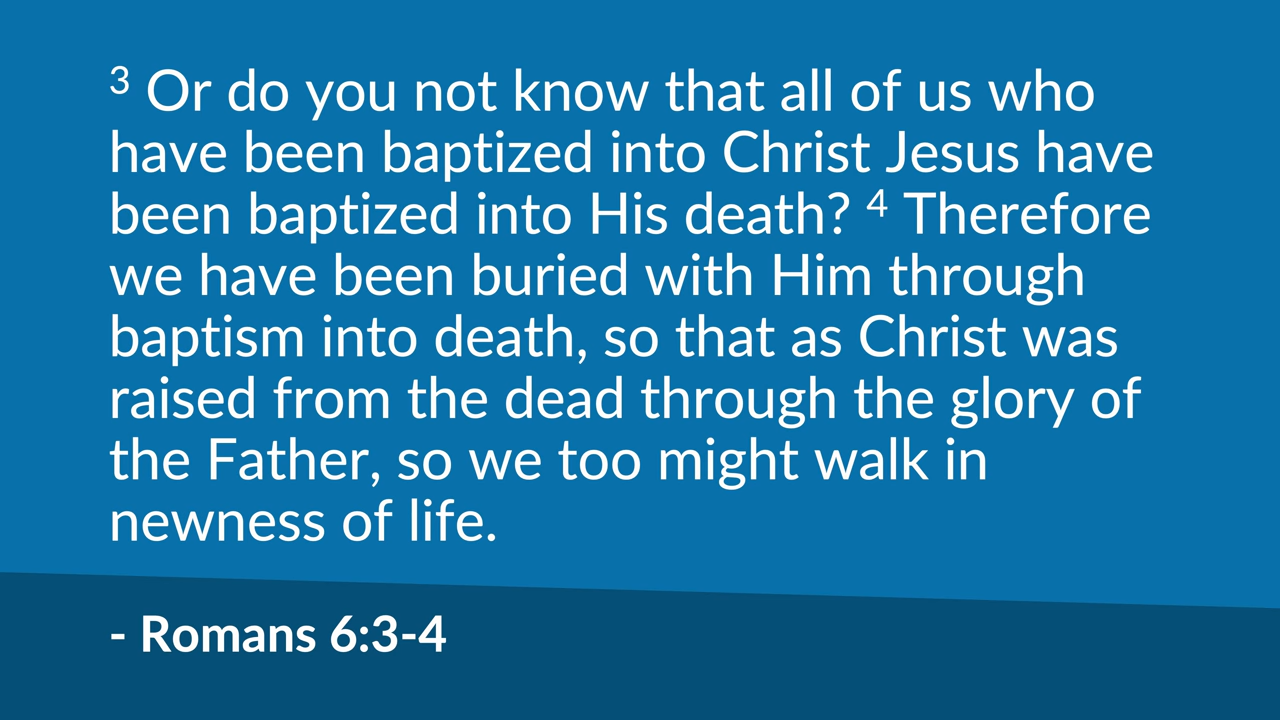 ³ Or do you not know that all of us who
have been baptized into Christ Jesus have
been baptized into His death? ⁴ Therefore
we have been buried with Him through
baptism into death, so that as Christ was
raised from the dead through the glory of
the Father, so we too might walk in
newness of life.
- Romans 6:3-4